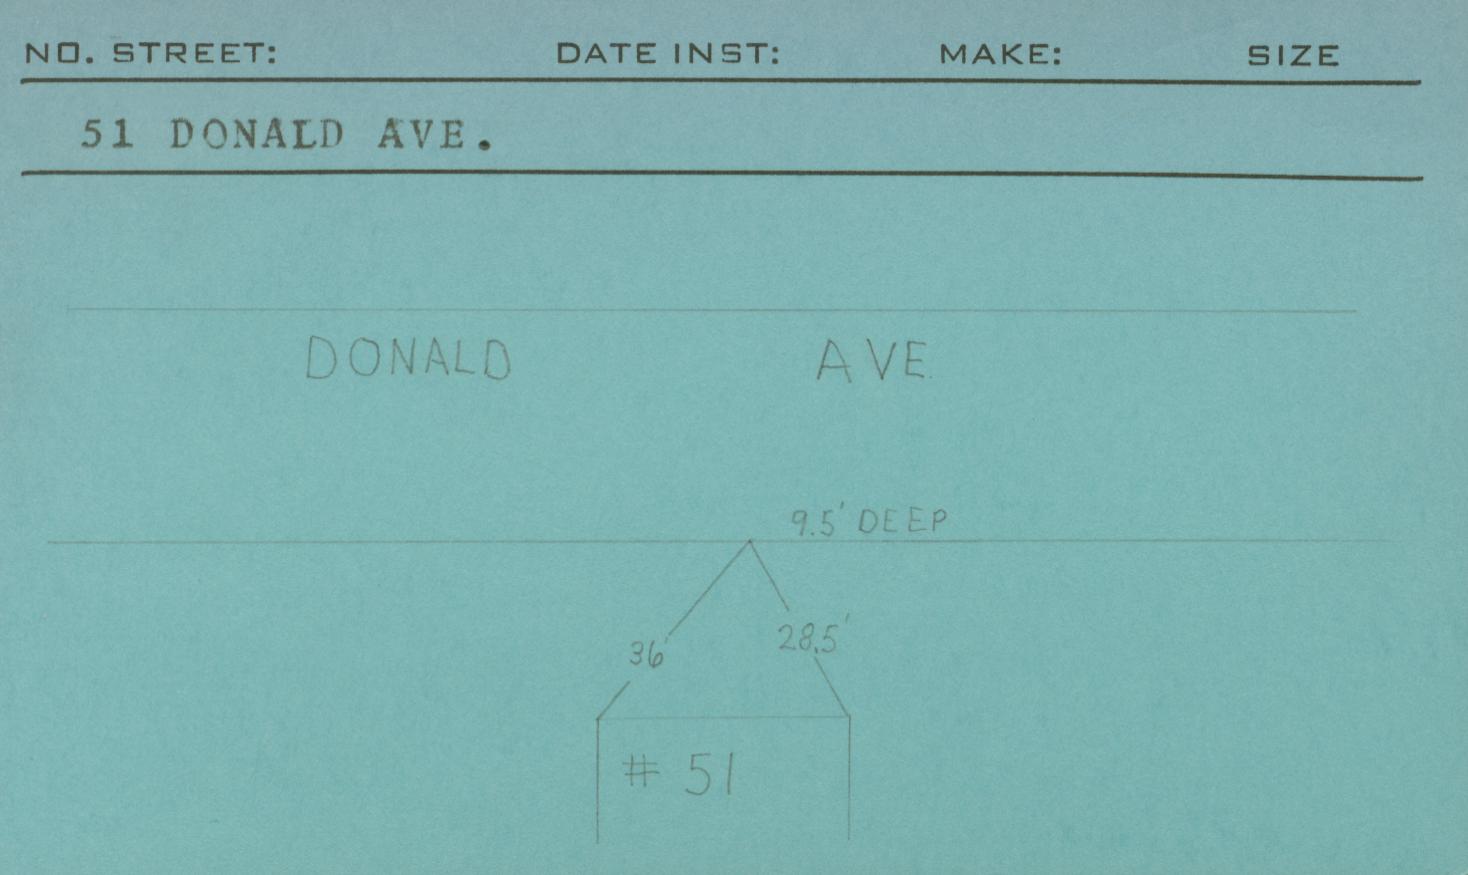 NO. STREET: DATE INST: MAKE: SIZE
51 DONALD AVE.
DONALD AVE.
9.5' DEEP
36' 28.5'
# 51